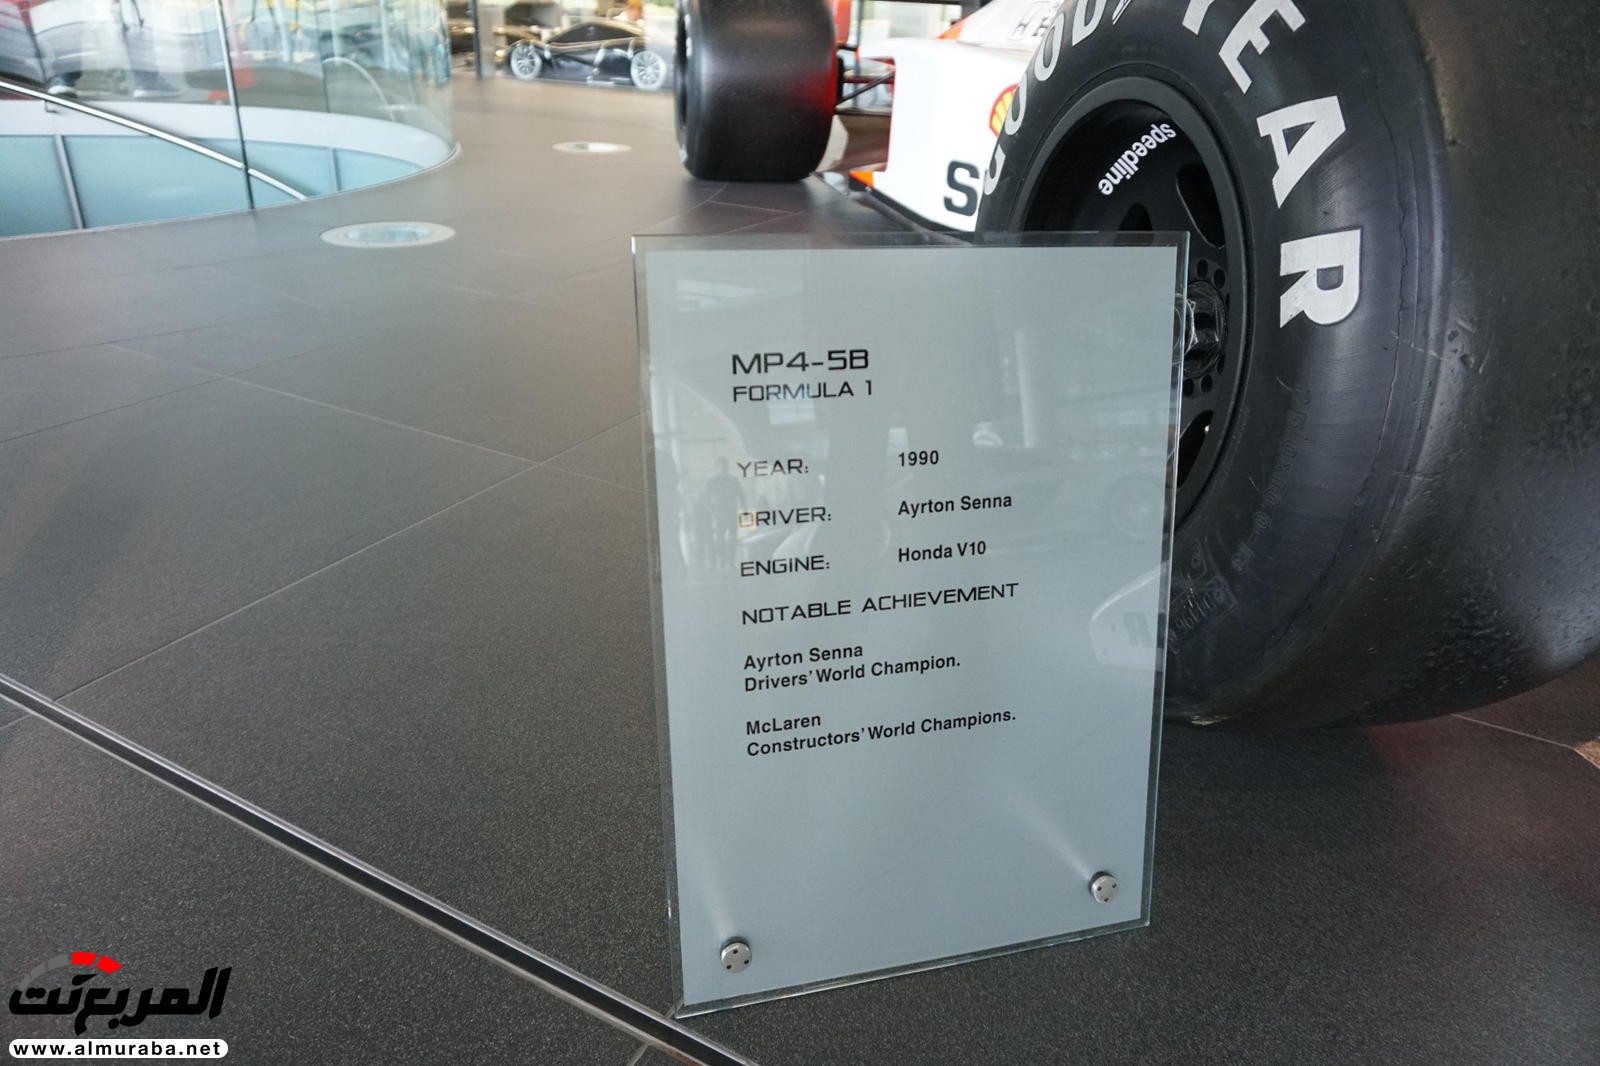 GOODYEAR
speedline
S
MP4-5B
FORMULA 1
YEAR: 1990
DRIVER: Ayrton Senna
ENGINE: Honda V10
NOTABLE ACHIEVEMENT
Ayrton Senna
Drivers' World Champion.
McLaren
Constructors' World Champions.
المربع نت
www.almuraba.net